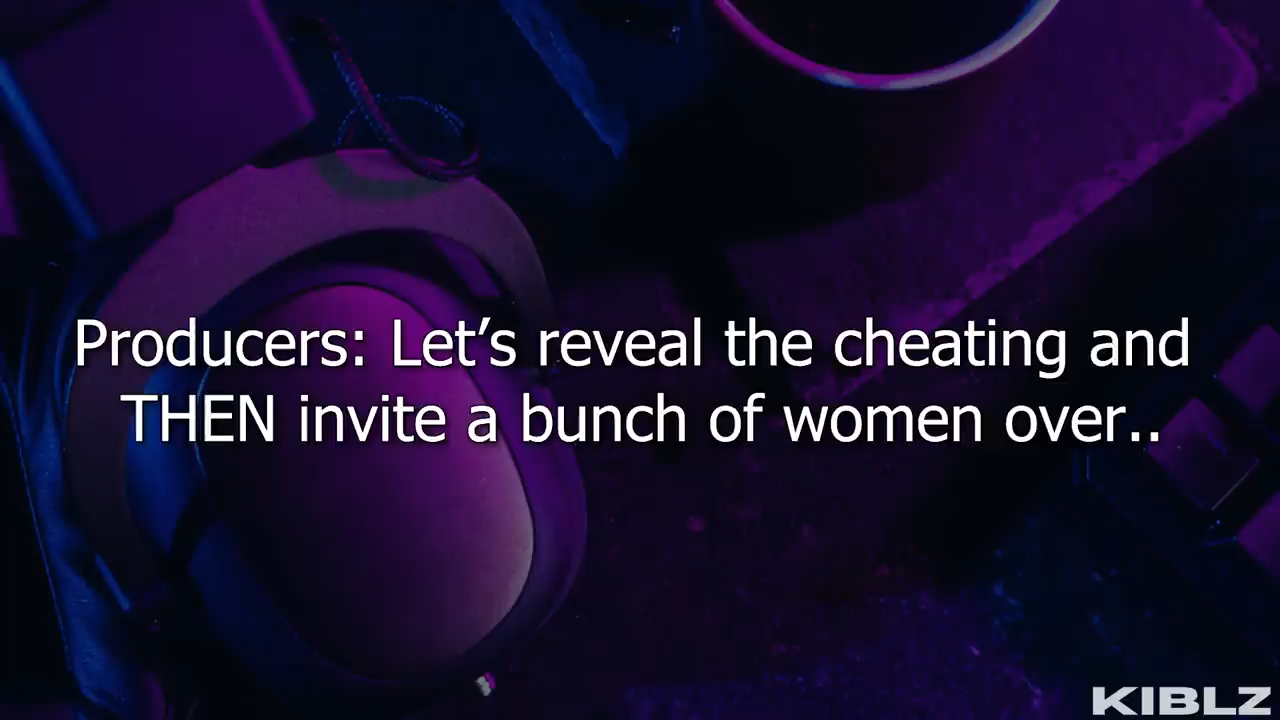 Producers: Let’s reveal the cheating and
THEN invite a bunch of women over..
KIBLZ